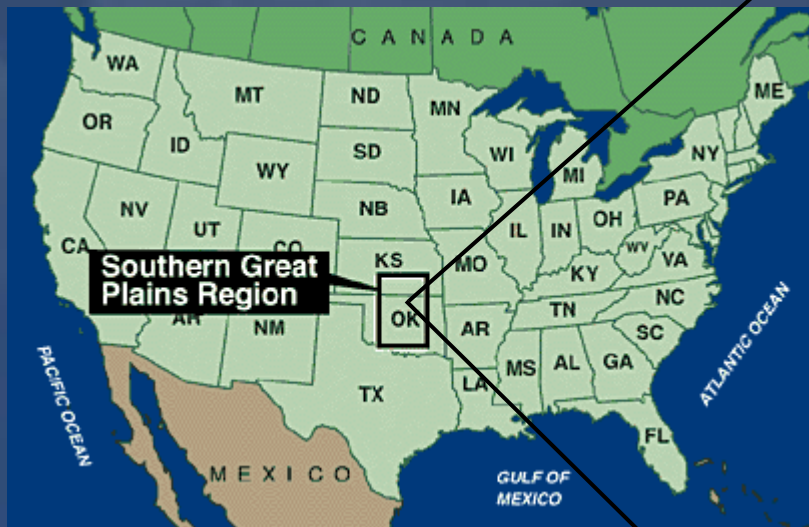 CANADA
WA
MT
ND
MN
ME
OR
ID
SD
WI
NY
WY
MI
NV
NB
IA
PA
UT
IL
IN
OH
CA
CO
KS
MO
WV
VA
KY
Southern Great
Plains Region
NC
TN
AR
NM
OK
AR
SC
MS
AL
GA
TX
LA
PACIFIC OCEAN
ATLANTIC OCEAN
FL
MEXICO
GULF OF
MEXICO